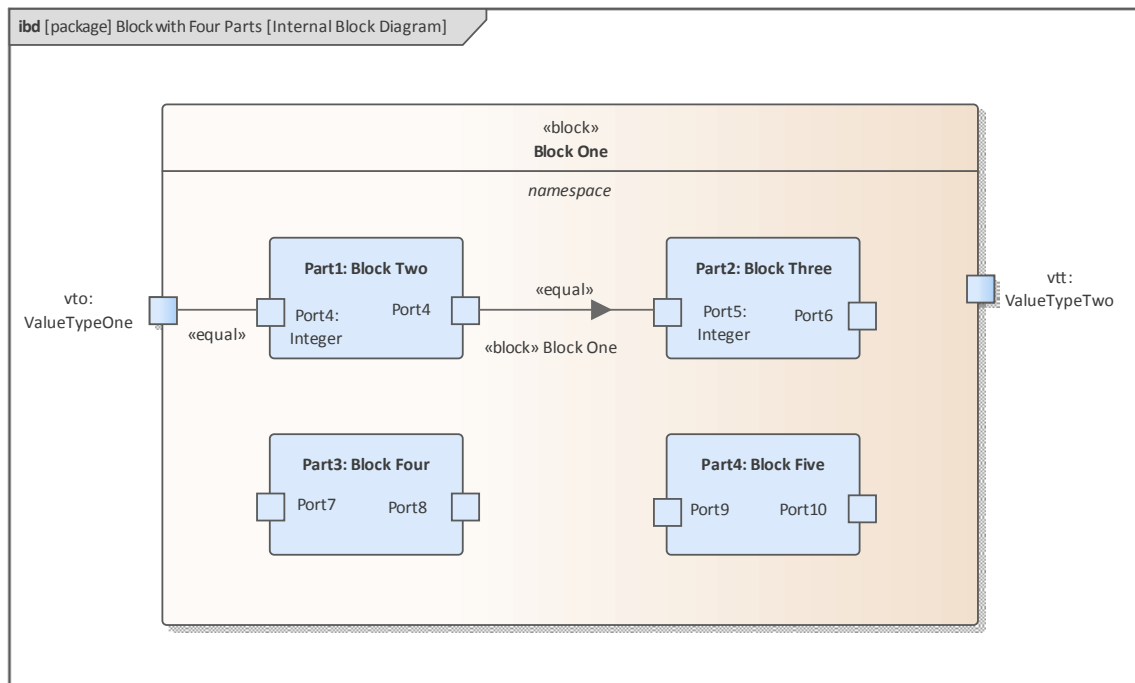 ibd [package] Block with Four Parts [Internal Block Diagram]
«block»
Block One
namespace
Part1: Block Two
Part2: Block Three
vto:
ValueTypeOne
«equal»
Port4:
Integer
Port4
«equal»
«block» Block One
Port5:
Integer
Port6
vtt:
ValueTypeTwo
Part3: Block Four
Part4: Block Five
Port7
Port8
Port9
Port10